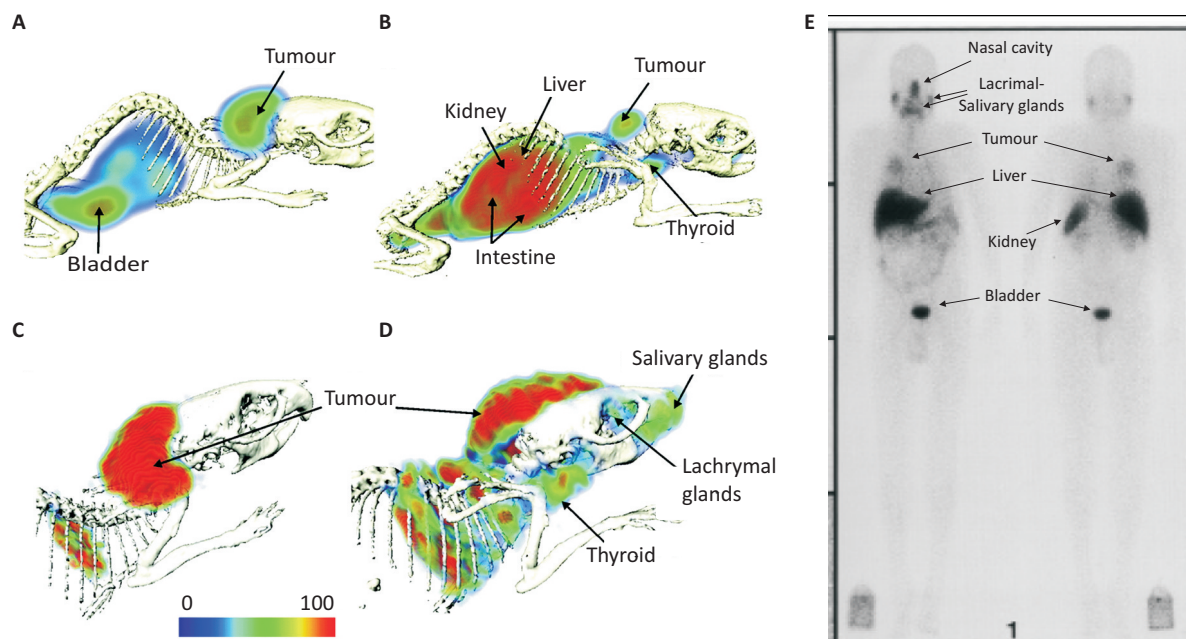 A
Tumour
Bladder
B
Liver
Tumour
Kidney
Thyroid
Intestine
C
D
Salivary glands
Tumour
Lachrymal
glands
Thyroid
0 100
E
Nasal cavity
Lacrimal-
Salivary glands
Tumour
Liver
Kidney
Bladder
1